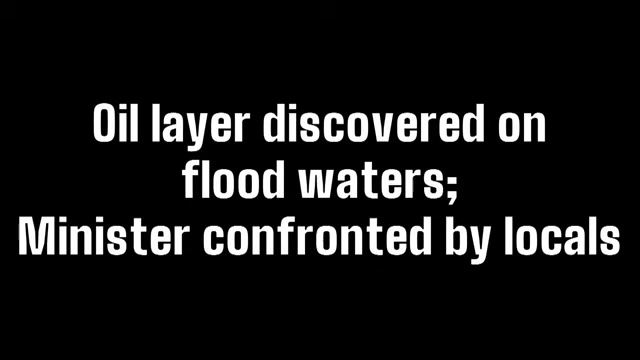 Oil layer discovered on
flood waters;
Minister confronted by locals